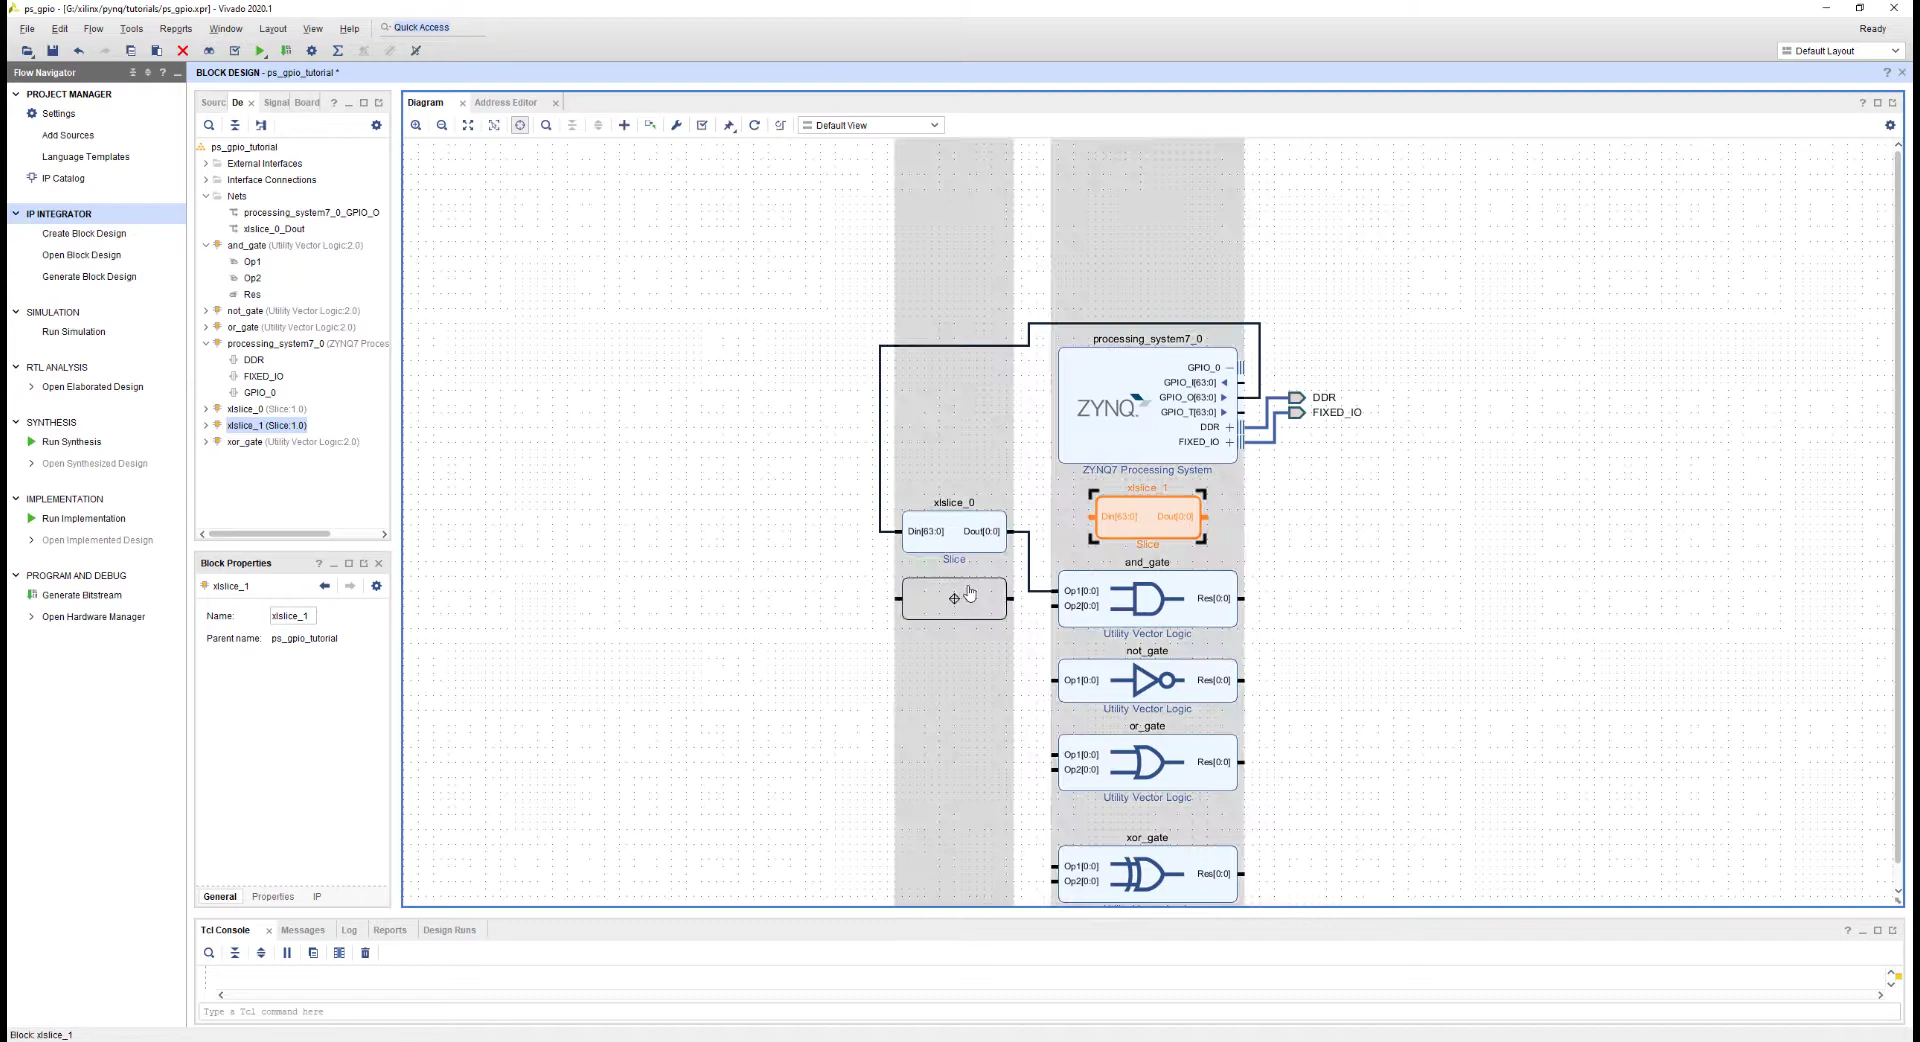 ps_gpio - [G:/xilinx/pynq/tutorials/ps_gpio.xpr] - Vivado 2020.1
File Edit Flow Tools Reports Window Layout View Help Quick Access Ready
Default Layout
Flow Navigator
BLOCK DESIGN - ps_gpio_tutorial *
PROJECT MANAGER
Settings
Add Sources
Language Templates
IP Catalog
IP INTEGRATOR
Create Block Design
Open Block Design
Generate Block Design
SIMULATION
Run Simulation
RTL ANALYSIS
Open Elaborated Design
SYNTHESIS
Run Synthesis
Open Synthesized Design
IMPLEMENTATION
Run Implementation
Open Implemented Design
PROGRAM AND DEBUG
Generate Bitstream
Open Hardware Manager
Sourc De Signal Board
ps_gpio_tutorial
External Interfaces
Interface Connections
Nets
processing_system7_0_GPIO_O
xlslice_0_Dout
and_gate (Utility Vector Logic:2.0)
Op1
Op2
Res
not_gate (Utility Vector Logic:2.0)
or_gate (Utility Vector Logic:2.0)
processing_system7_0 (ZYNQ7 Proces
DDR
FIXED_IO
GPIO_0
xlslice_0 (Slice:1.0)
xlslice_1 (Slice:1.0)
xor_gate (Utility Vector Logic:2.0)
Block Properties
xlslice_1
Name: xlslice_1
Parent name: ps_gpio_tutorial
General Properties IP
Diagram Address Editor
Default View
processing_system7_0
GPIO_0
GPIO_I[63:0]
GPIO_O[63:0]
GPIO_T[63:0]
DDR
FIXED_IO
ZYNQ
DDR
FIXED_IO
ZYNQ7 Processing System
xlslice_1
Din[63:0] Dout[0:0]
Slice
xlslice_0
Din[63:0] Dout[0:0]
Slice
and_gate
Op1[0:0]
Op2[0:0]
Res[0:0]
Utility Vector Logic
not_gate
Op1[0:0] Res[0:0]
Utility Vector Logic
or_gate
Op1[0:0]
Op2[0:0]
Res[0:0]
Utility Vector Logic
xor_gate
Op1[0:0]
Op2[0:0]
Res[0:0]
Tcl Console Messages Log Reports Design Runs
Type a Tcl command here
Block: xlslice_1